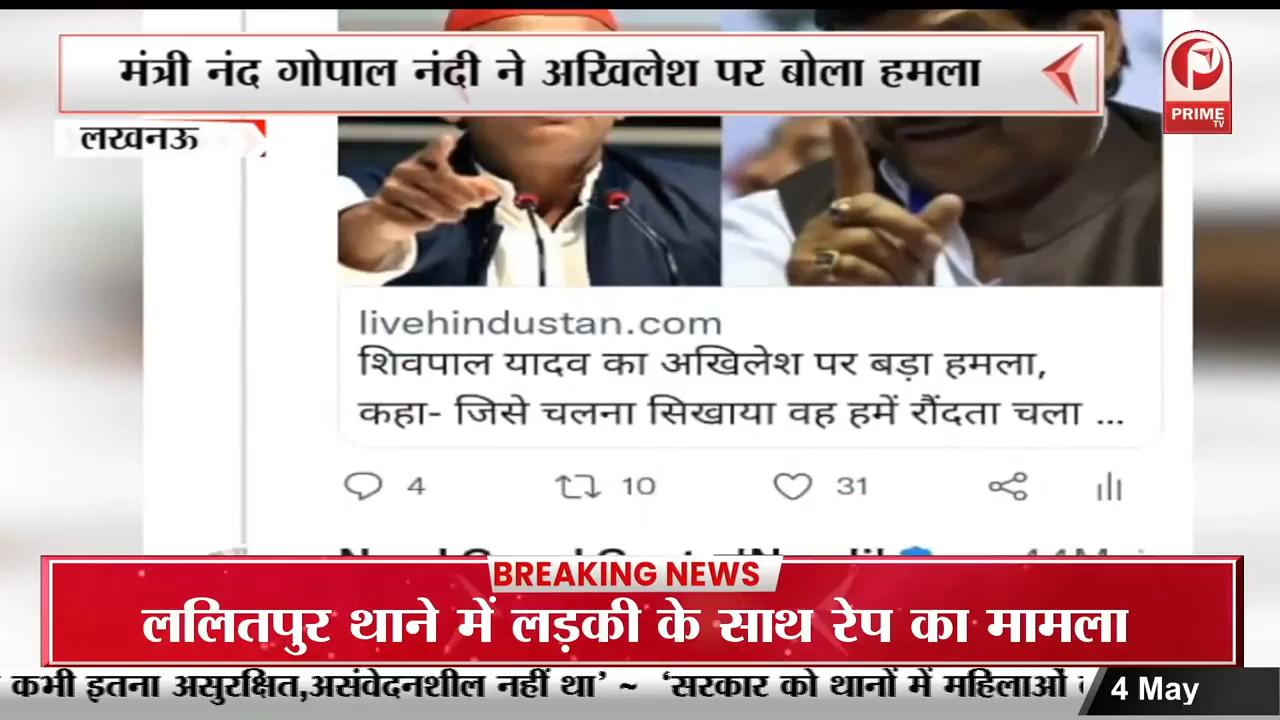 मंत्री नंद गोपाल नंदी ने अखिलेश पर बोला हमला
PRIME
TV
लखनऊ
livehindustan.com
शिवपाल यादव का अखिलेश पर बड़ा हमला,
कहा- जिसे चलना सिखाया वह हमें रौंदता चला ...
4 10 31
BREAKING NEWS
ललितपुर थाने में लड़की के साथ रेप का मामला
कभी इतना असुरक्षित,असंवेदनशील नहीं था’ ~ ‘सरकार को थानों में महिलाओं
4 May